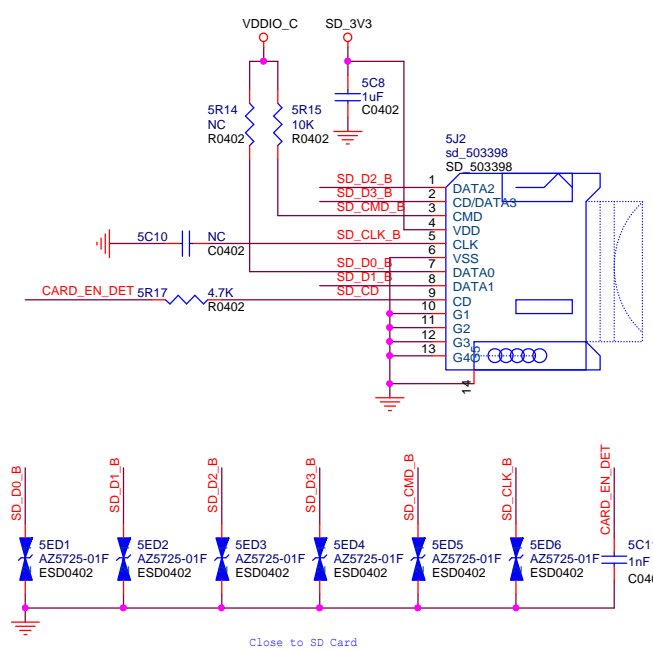 VDDIO_C
SD_3V3
5C8
1uF
C0402
5R14
NC
R0402
5R15
10K
R0402
5J2
sd_503398
SD_503398
SD_D2_B
1
DATA2
SD_D3_B
2
CD/DATA3
SD_CMD_B
3
CMD
4
VDD
5C10
NC
C0402
SD_CLK_B
5
CLK
6
VSS
SD_D0_B
7
DATA0
SD_D1_B
8
DATA1
CARD_EN_DET
5R17
4.7K
R0402
SD_CD
9
CD
10
G1
11
G2
12
G3
13
G4
G5
14
SD_D0_B
SD_D1_B
SD_D2_B
SD_D3_B
SD_CMD_B
SD_CLK_B
CARD_EN_DET
5ED1
AZ5725-01F
ESD0402
5ED2
AZ5725-01F
ESD0402
5ED3
AZ5725-01F
ESD0402
5ED4
AZ5725-01F
ESD0402
5ED5
AZ5725-01F
ESD0402
5ED6
AZ5725-01F
ESD0402
1nF
Close to SD Card